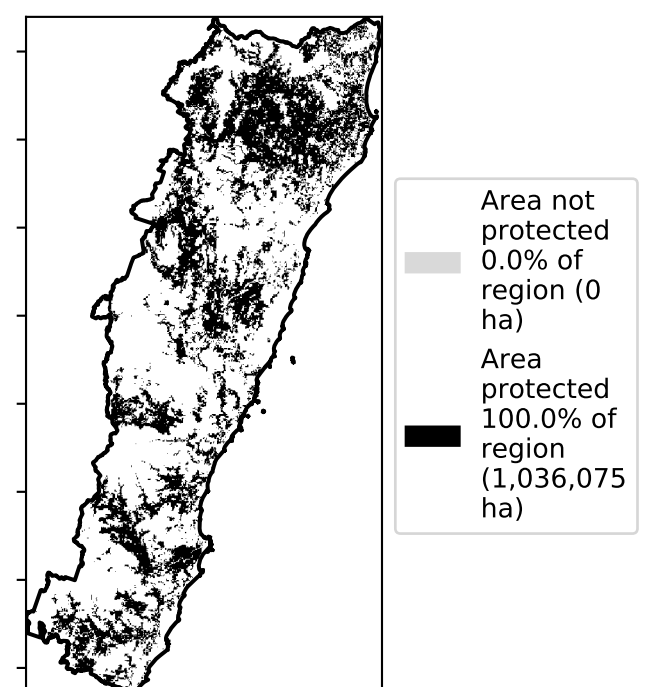 Area not
protected
0.0% of
region (0
ha)
Area
protected
100.0% of
region
(1,036,075
ha)